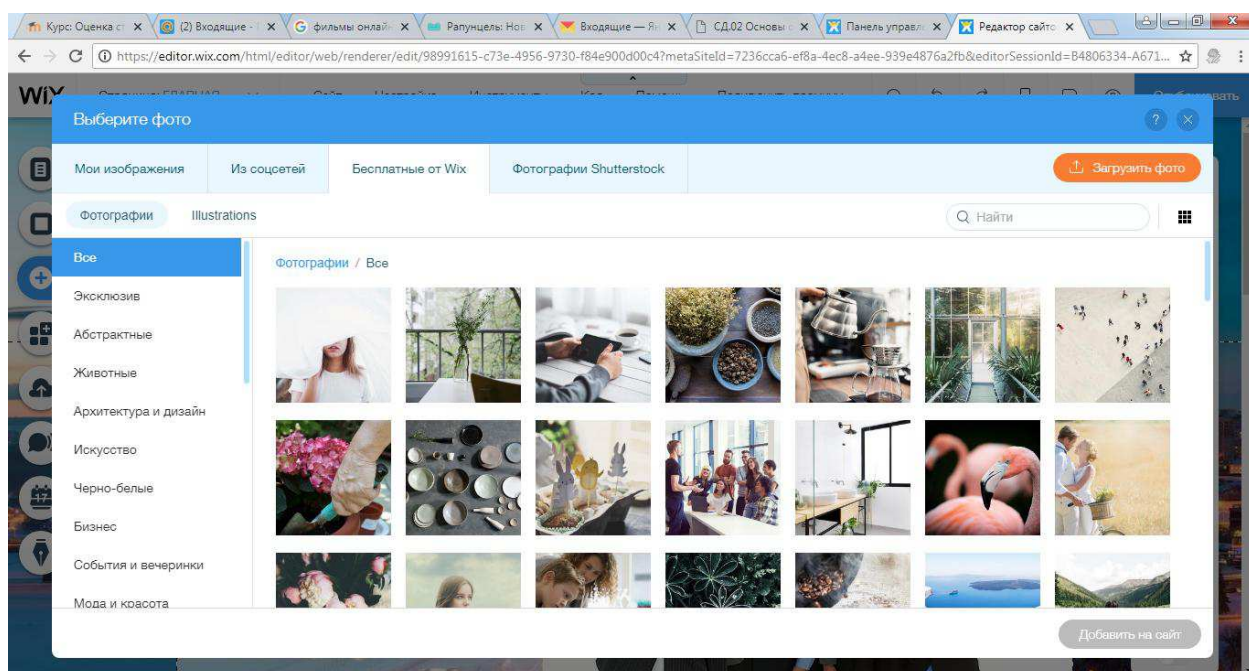 Курс: Оценка ст
(2) Входящие -
фильмы онлай
Рапунцель: Нов
Входящие — Ян
СД.02 Основы
Панель управл
Редактор сайто
https://editor.wix.com/html/editor/web/renderer/edit/98991615-c73e-4956-9730-f84e900d00c4?metaSiteId=7236cca6-ef8a-4ec8-a4ee-939e4876a2fb&editorSessionId=B4806334-A671...
WiX
Выберите фото
?
Мои изображения Из соцсетей Бесплатные от Wix Фотографии Shutterstock Загрузить фото
Фотографии Illustrations Найти
Все
Фотографии / Все
Эксклюзив
Абстрактные
Животные
Архитектура и дизайн
Искусство
Черно-белые
Бизнес
События и вечеринки
Мода и красота
Добавить на сайт